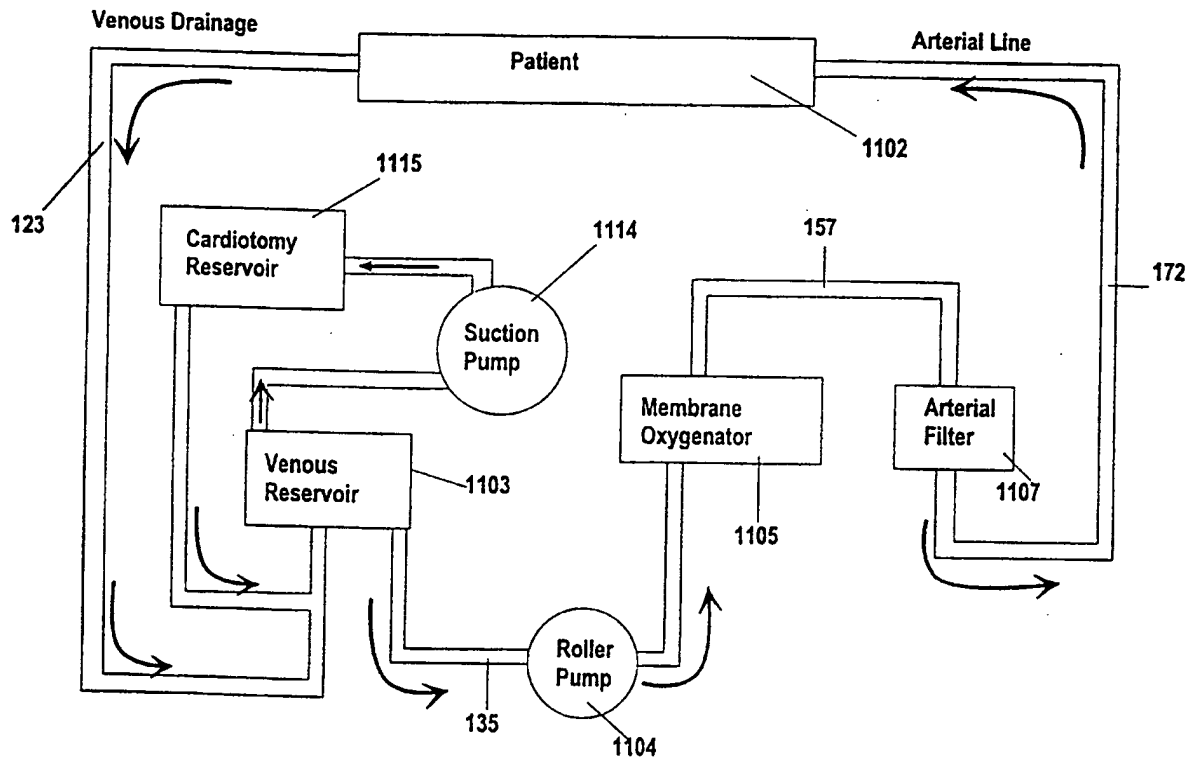 Venous Drainage
Patient
Arterial Line
1102
1115
123
Cardiotomy
Reservoir
1114
157
172
Suction
Pump
Membrane
Oxygenator
Arterial
Filter
Venous
Reservoir
1103
1107
1105
Roller
Pump
135
1104